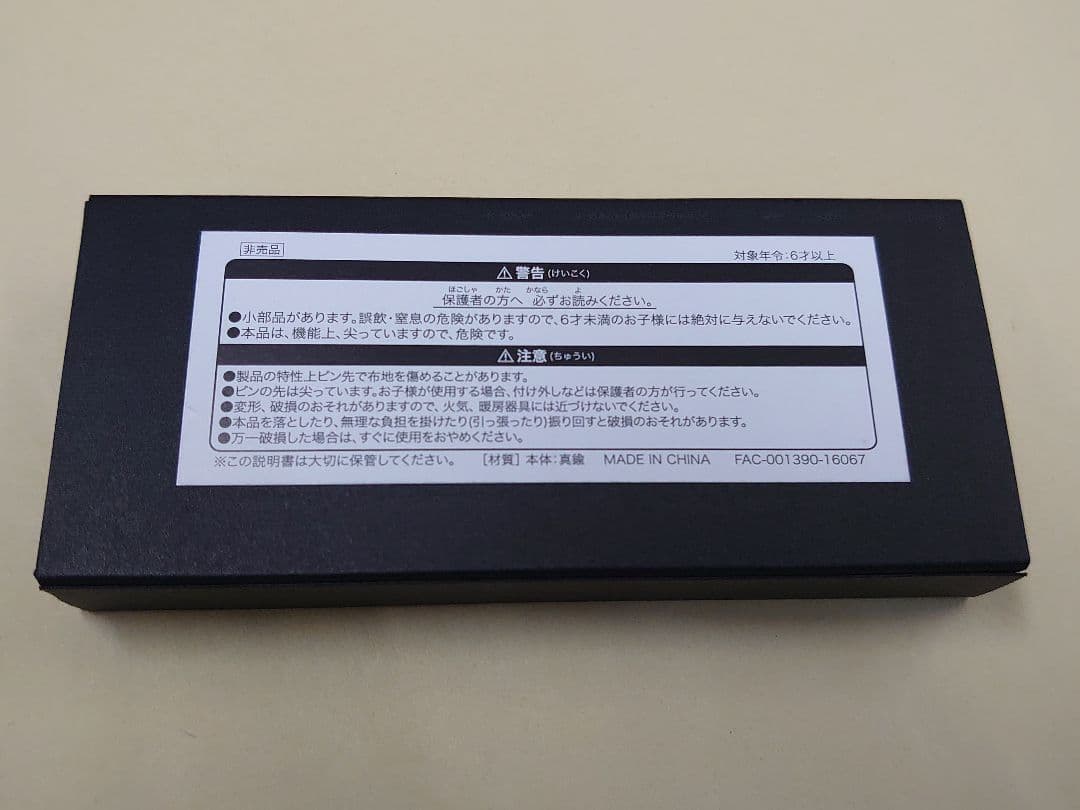 非売品
対象年令:6才以上
⚠警告(けいこく)
ほごしゃ かた かなら よ
保護者の方へ 必ずお読みください。
●小部品があります。誤飲・窒息の危険がありますので、6才未満のお子様には絶対に与えないでください。
●本品は、機能上、尖っていますので、危険です。
⚠注意(ちゅうい)
●製品の特性上ピン先で布地を傷めることがあります。
●ピンの先は尖っています。お子様が使用する場合、付け外しなどは保護者の方が行ってください。
●変形、破損のおそれがありますので、火気、暖房器具には近づけないでください。
●本品を落としたり、無理な負担を掛けたり(引っ張ったり)振り回すと破損のおそれがあります。
●万一破損した場合は、すぐに使用をおやめください。
※この説明書は大切に保管してください。 [材質] 本体:真鍮 MADE IN CHINA FAC-001390-16067